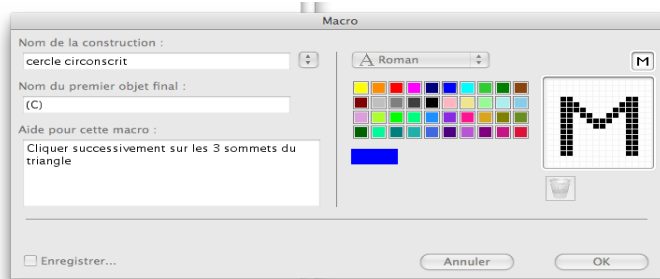 Macro
Nom de la construction :
cercle circonscrit
Nom du premier objet final :
(C)
Aide pour cette macro :
Cliquer successivement sur les 3 sommets du
triangle
A Roman
M
M
Enregistrer...
Annuler
OK